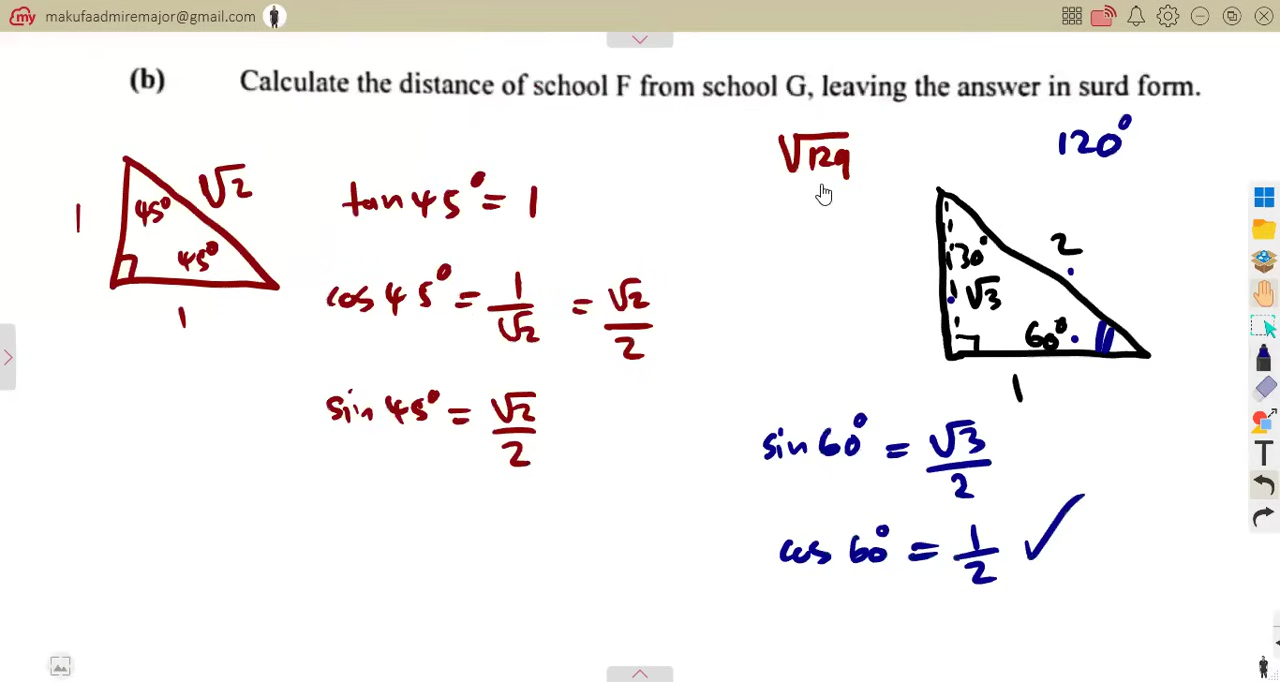 my makufaadmiremajor@gmail.com
(b) Calculate the distance of school F from school G, leaving the answer in surd form.
√129
120°
1
45°
45°
√2
1
tan 45° = 1
cos 45° = 1/√2 = √2/2
sin 45° = √2/2
30°
2
√3
60°
1
sin 60° = √3/2
cos 60° = 1/2 ✓
T